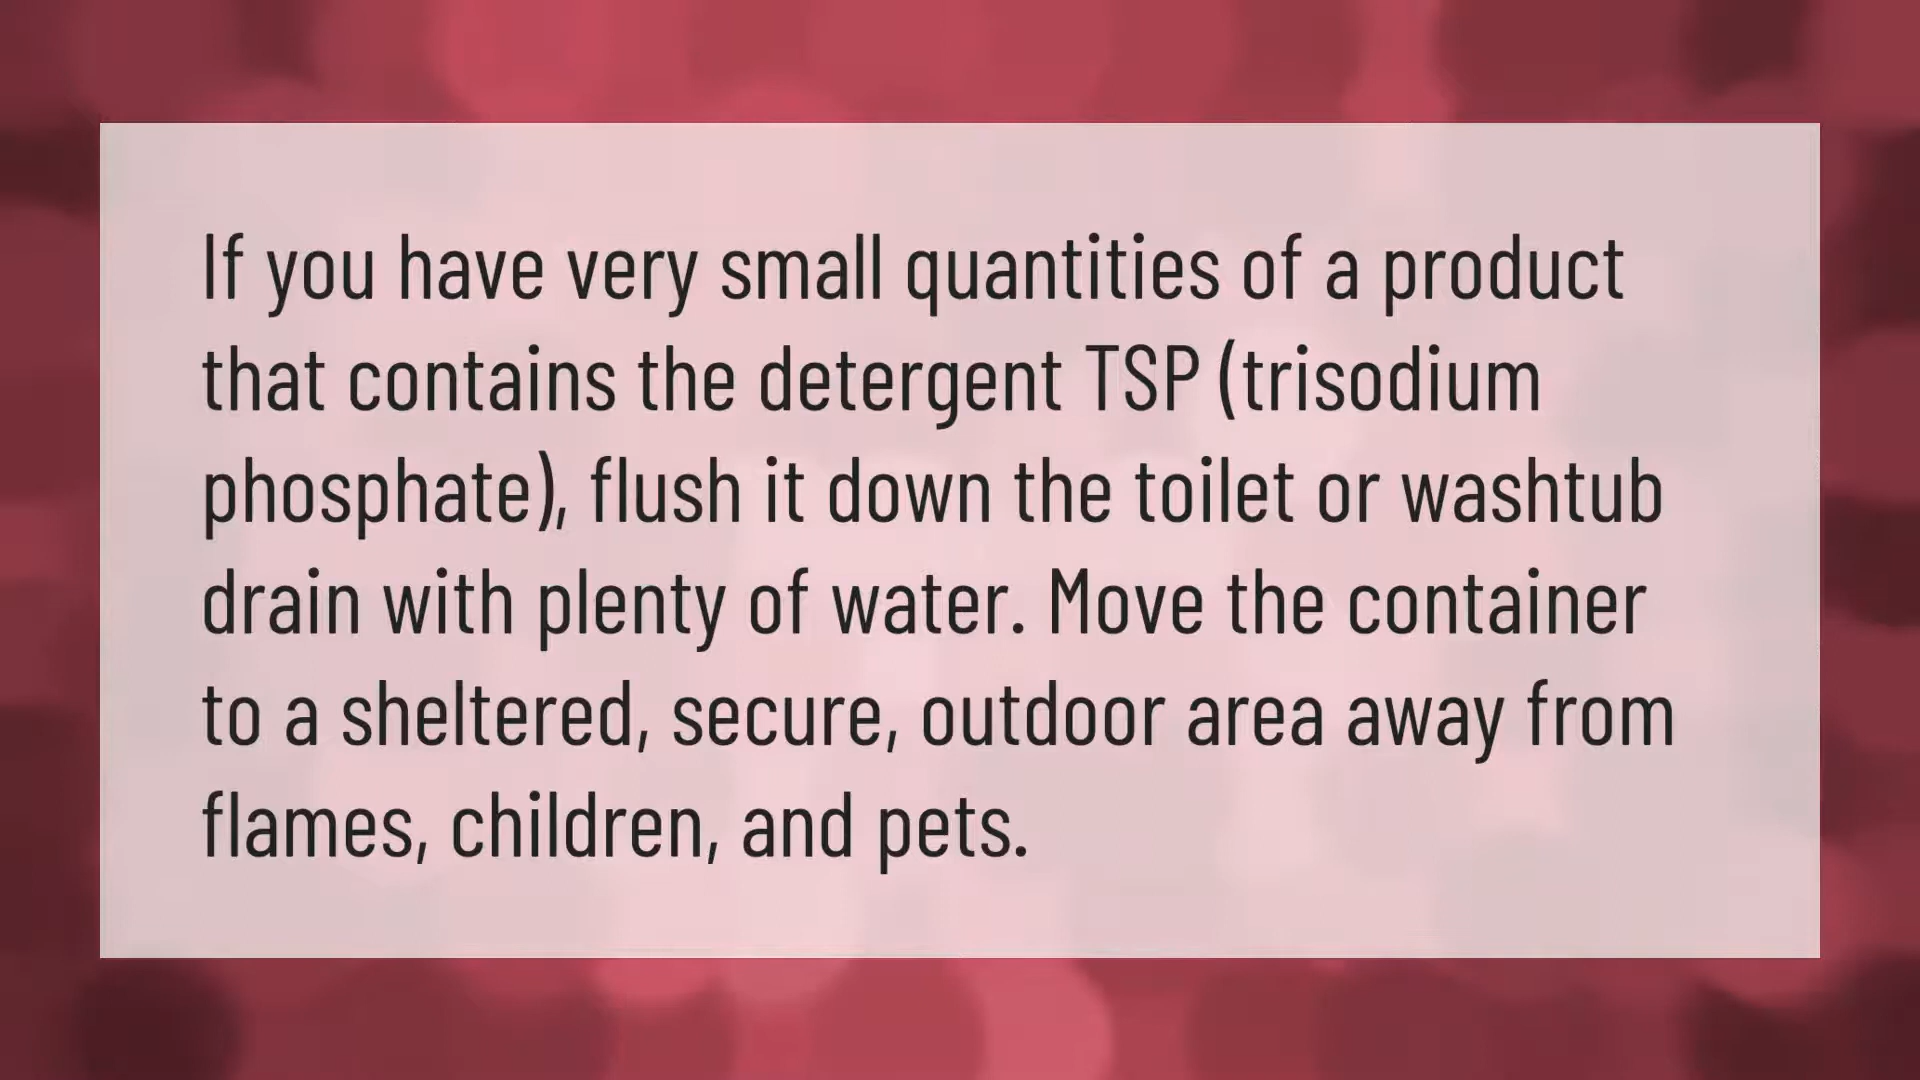 If you have very small quantities of a product
that contains the detergent TSP (trisodium
phosphate), flush it down the toilet or washtub
drain with plenty of water. Move the container
to a sheltered, secure, outdoor area away from
flames, children, and pets.